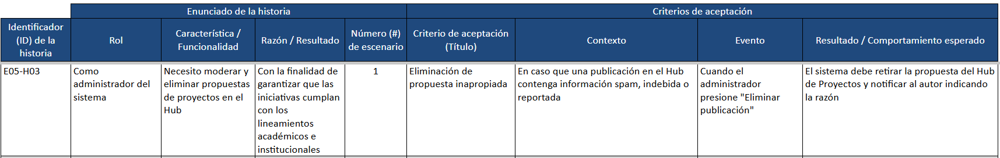 Enunciado de la historia
Criterios de aceptación
Identificador
(ID) de la
historia
Rol
Característica /
Funcionalidad
Razón / Resultado
Número (#)
de escenario
Criterio de aceptación
(Título)
Contexto
Evento
Resultado / Comportamiento esperado
E05-H03
Como
administrador del
sistema
Necesito moderar y
eliminar propuestas
de proyectos en el
Hub
Con la finalidad de
garantizar que las
iniciativas cumplan
con los
lineamientos
académicos e
institucionales
1
Eliminación de
propuesta inapropiada
En caso que una publicación en el Hub
contenga información spam, indebida o
reportada
Cuando el
administrador
presione "Eliminar
publicación"
El sistema debe retirar la propuesta del Hub
de Proyectos y notificar al autor indicando
la razón